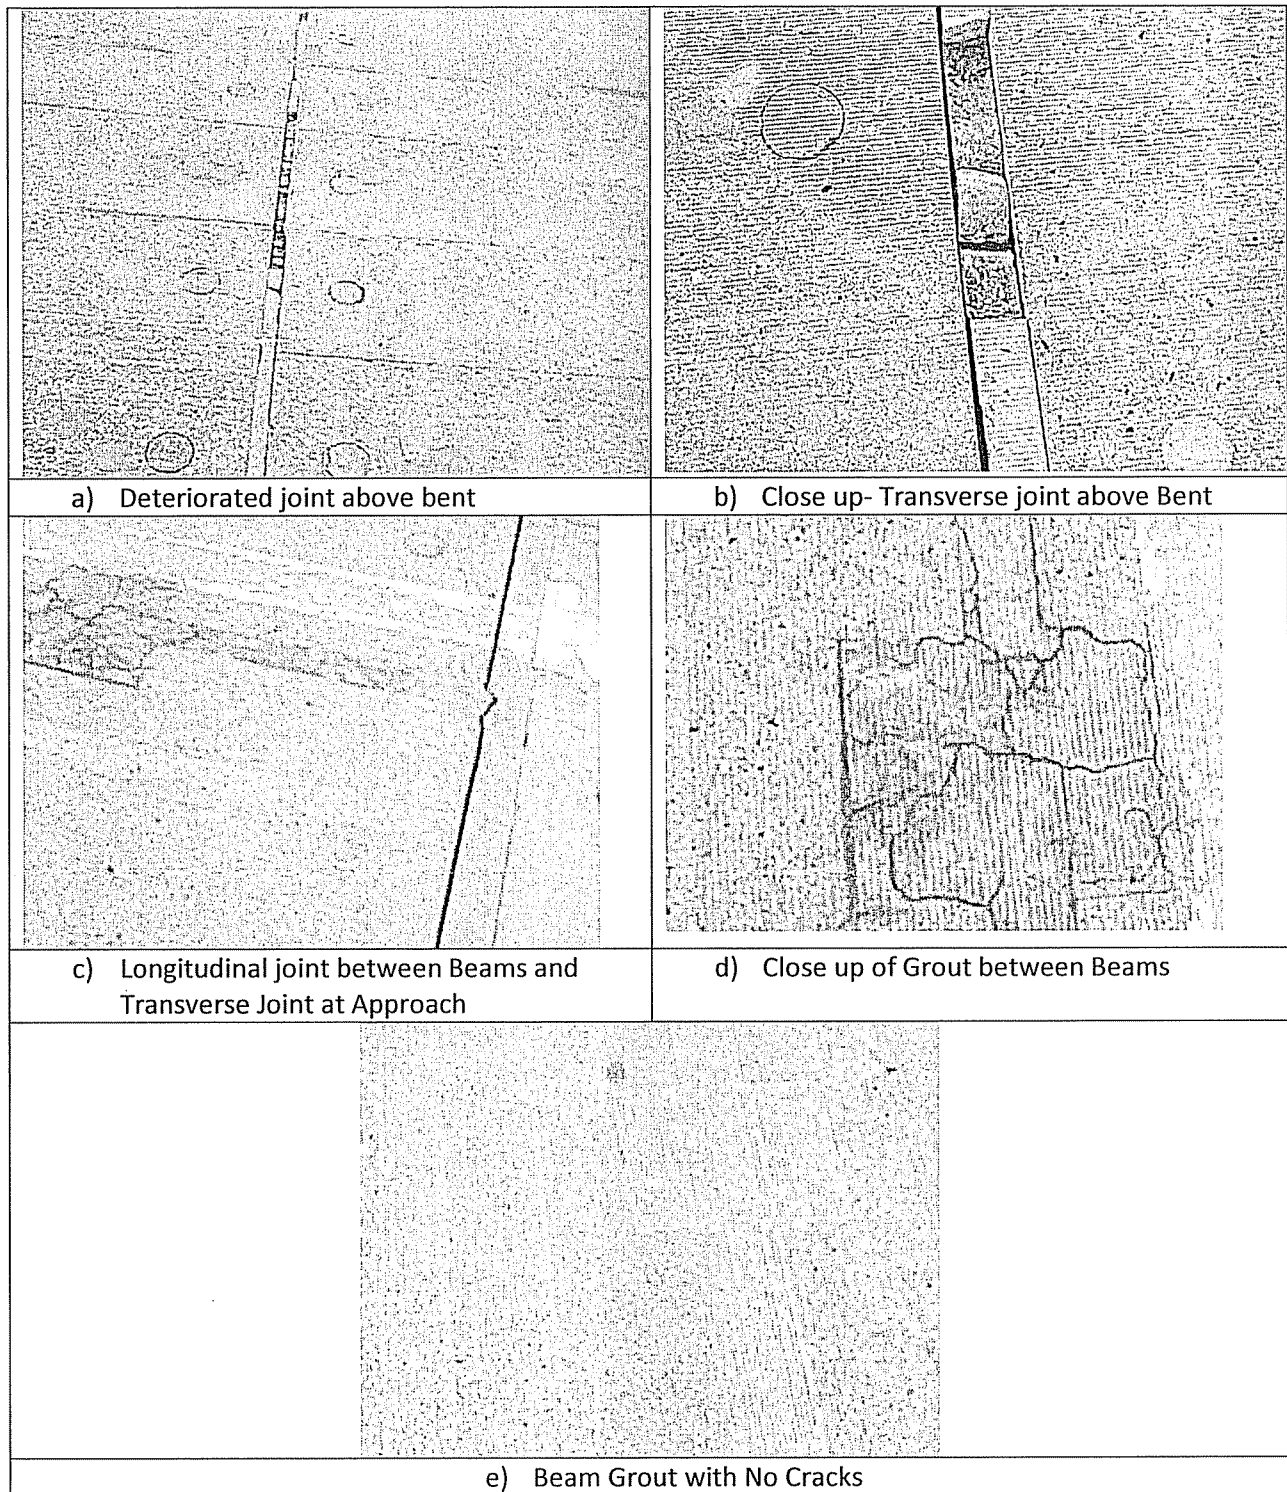 a) Deteriorated joint above bent
b) Close up- Transverse joint above Bent
c) Longitudinal joint between Beams and
Transverse Joint at Approach
d) Close up of Grout between Beams
e) Beam Grout with No Cracks